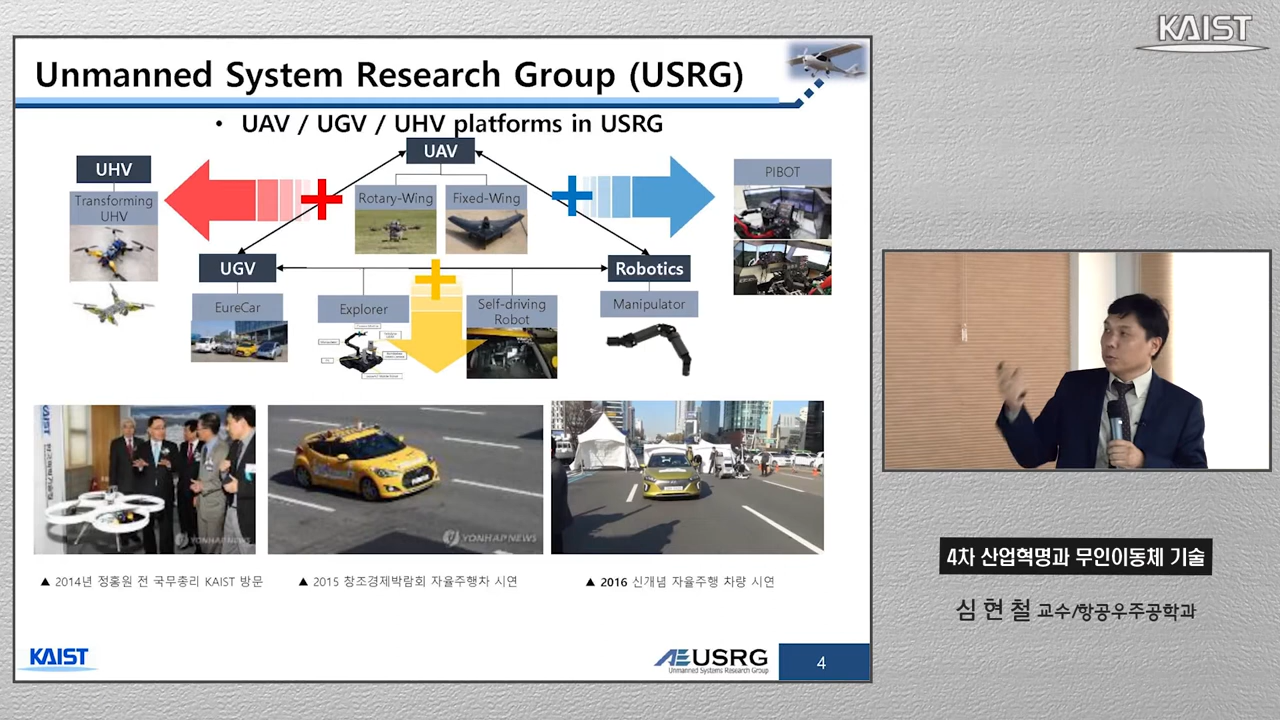 KAIST
Unmanned System Research Group (USRG)
• UAV / UGV / UHV platforms in USRG
UAV
UHV
Transforming
UHV
Rotary-Wing
Fixed-Wing
PIBOT
UGV
Robotics
EureCar
Explorer
Self-driving
Robot
Manipulator
KAIST
YONHAPNEWS
YONHAPNEWS
▲ 2014년 정홍원 전 국무총리 KAIST 방문
▲ 2015 창조경제박람회 자율주행차 시연
▲ 2016 신개념 자율주행 차량 시연
4차 산업혁명과 무인이동체 기술
심 현 철 교수/항공우주공학과
KAIST
AEUSRG
Unmanned Systems Research Group
4